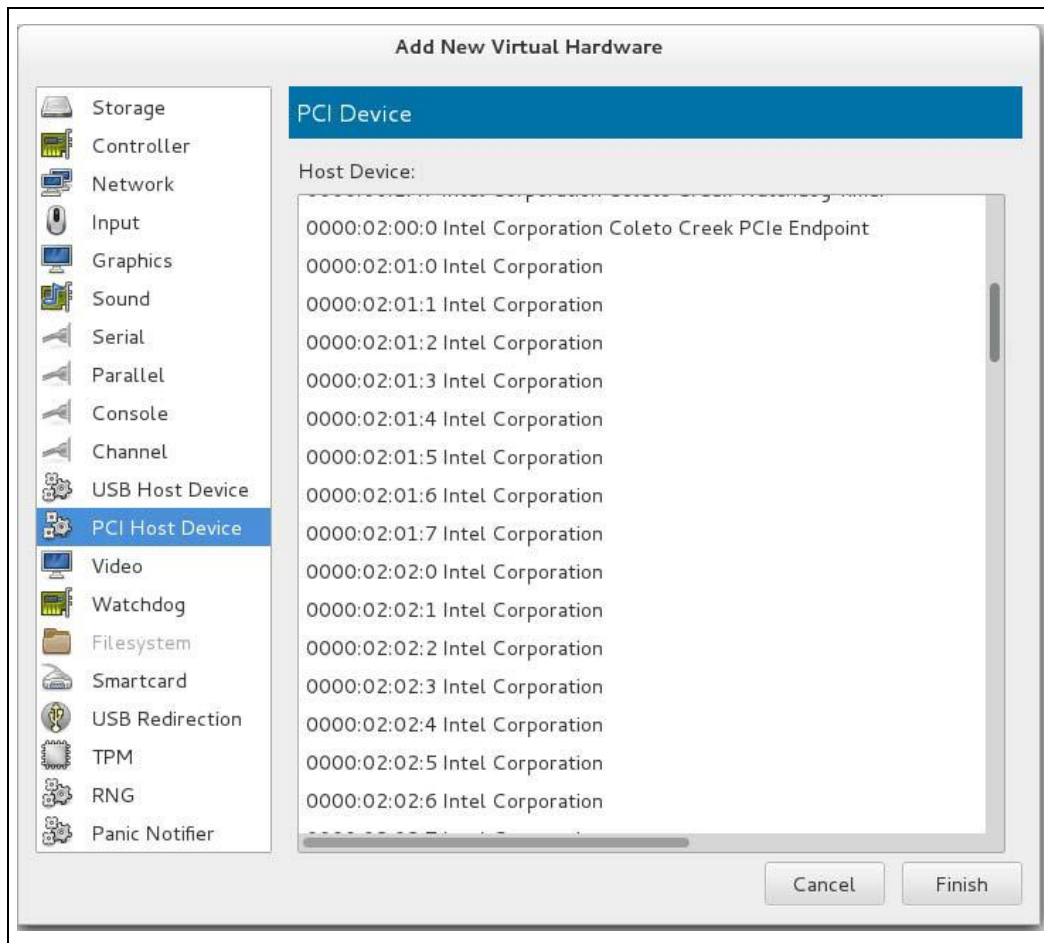 Add New Virtual Hardware
Storage
Controller
Network
Input
Graphics
Sound
Serial
Parallel
Console
Channel
USB Host Device
PCI Host Device
Video
Watchdog
Filesystem
Smartcard
USB Redirection
TPM
RNG
Panic Notifier
PCI Device
Host Device:
0000:02:00:0 Intel Corporation Coleto Creek PCIe Endpoint
0000:02:01:0 Intel Corporation
0000:02:01:1 Intel Corporation
0000:02:01:2 Intel Corporation
0000:02:01:3 Intel Corporation
0000:02:01:4 Intel Corporation
0000:02:01:5 Intel Corporation
0000:02:01:6 Intel Corporation
0000:02:01:7 Intel Corporation
0000:02:02:0 Intel Corporation
0000:02:02:1 Intel Corporation
0000:02:02:2 Intel Corporation
0000:02:02:3 Intel Corporation
0000:02:02:4 Intel Corporation
0000:02:02:5 Intel Corporation
0000:02:02:6 Intel Corporation
Cancel
Finish